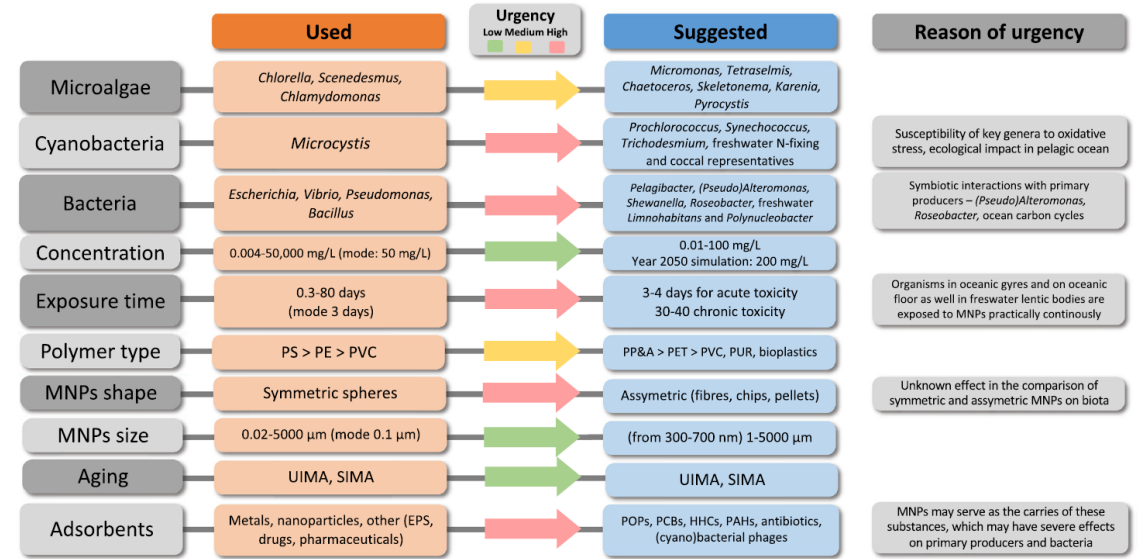 Used
Urgency
Low Medium High
Suggested
Reason of urgency
Microalgae
Chlorella, Scenedesmus,
Chlamydomonas
Micromonas, Tetraselmis,
Chaetoceros, Skeletonema, Karenia,
Pyrocystis
Cyanobacteria
Microcystis
Prochlorococcus, Synechococcus,
Trichodesmium, freshwater N-fixing
and coccal representatives
Susceptibility of key genera to oxidative
stress, ecological impact in pelagic ocean
Bacteria
Escherichia, Vibrio, Pseudomonas,
Bacillus
Pelagibacter, (Pseudo)Alteromonas,
Shewanella, Roseobacter, freshwater
Limnohabitans and Polynucleobacter
Symbiotic interactions with primary
producers – (Pseudo)Alteromonas,
Roseobacter, ocean carbon cycles
Concentration
0.004-50,000 mg/L (mode: 50 mg/L)
0.01-100 mg/L
Year 2050 simulation: 200 mg/L
Exposure time
0.3-80 days
(mode 3 days)
3-4 days for acute toxicity
30-40 chronic toxicity
Organisms in oceanic gyres and on oceanic
floor as well in freswater lentic bodies are
exposed to MNPs practically continously
Polymer type
PS > PE > PVC
PP&A > PET > PVC, PUR, bioplastics
MNPs shape
Symmetric spheres
Assymetric (fibres, chips, pellets)
Unknown effect in the comparison of
symmetric and assymetric MNPs on biota
MNPs size
0.02-5000 µm (mode 0.1 µm)
(from 300-700 nm) 1-5000 µm
Aging
UIMA, SIMA
UIMA, SIMA
Adsorbents
Metals, nanoparticles, other (EPS,
drugs, pharmaceuticals)
POPs, PCBs, HHCs, PAHs, antibiotics,
(cyano)bacterial phages
MNPs may serve as the carries of these
substances, which may have severe effects
on primary producers and bacteria